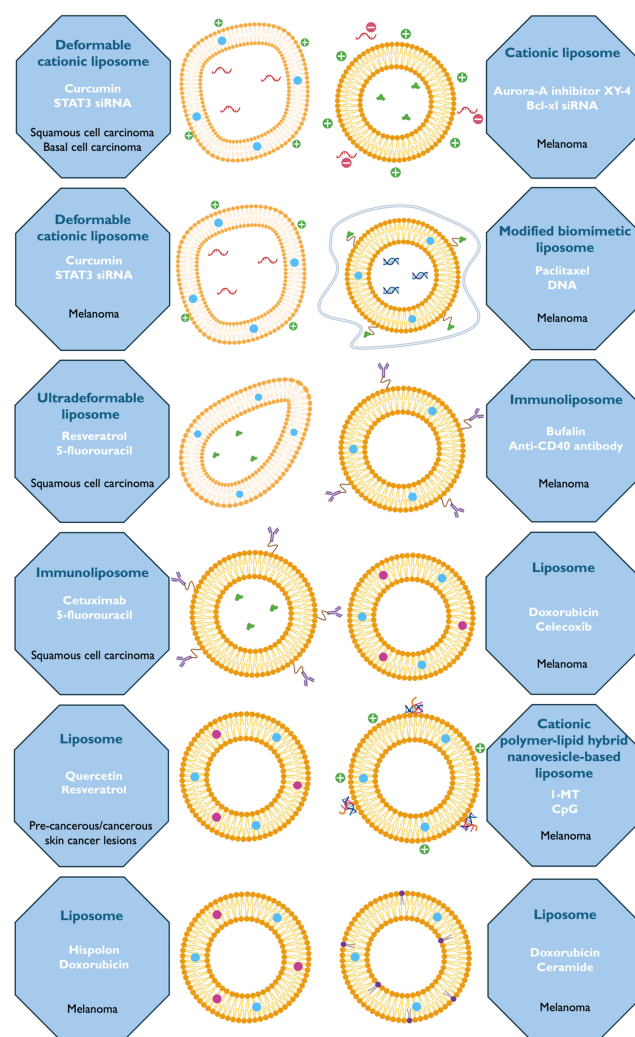 Deformable
cationic liposome
Curcumin
STAT3 siRNA
Squamous cell carcinoma
Basal cell carcinoma
Cationic liposome
Aurora-A inhibitor XY-4
Bcl-xl siRNA
Melanoma
Deformable
cationic liposome
Curcumin
STAT3 siRNA
Melanoma
Modified biomimetic
liposome
Paclitaxel
DNA
Melanoma
Ultradeformable
liposome
Resveratrol
5-fluorouracil
Squamous cell carcinoma
Immunoliposome
Bufalin
Anti-CD40 antibody
Melanoma
Immunoliposome
Cetuximab
5-fluorouracil
Squamous cell carcinoma
Liposome
Doxorubicin
Celecoxib
Melanoma
Liposome
Quercetin
Resveratrol
Pre-cancerous/cancerous
skin cancer lesions
Cationic
polymer-lipid hybrid
nanovesicle-based
liposome
1-MT
CpG
Melanoma
Liposome
Hispolon
Doxorubicin
Melanoma
Liposome
Doxorubicin
Ceramide
Melanoma